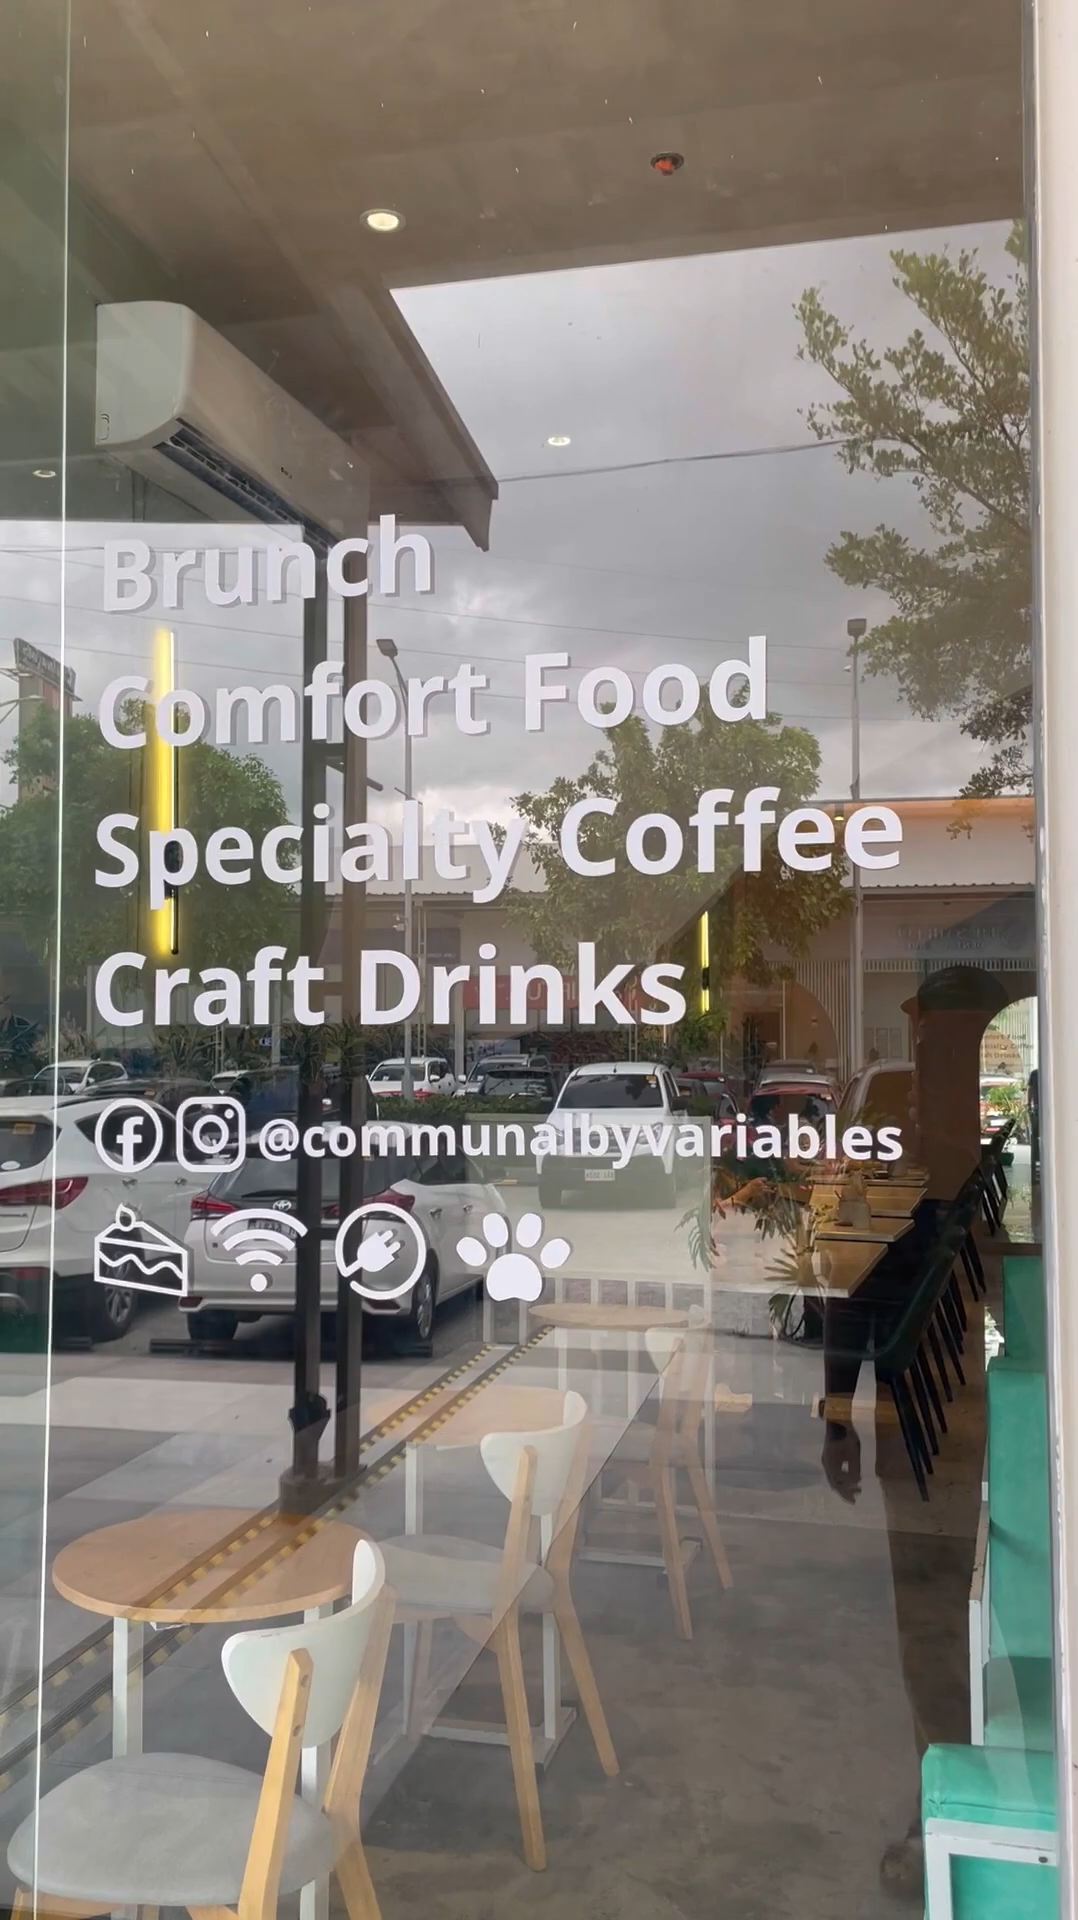 Brunch
Comfort Food
Specialty Coffee
Craft Drinks
@communalbyvariables